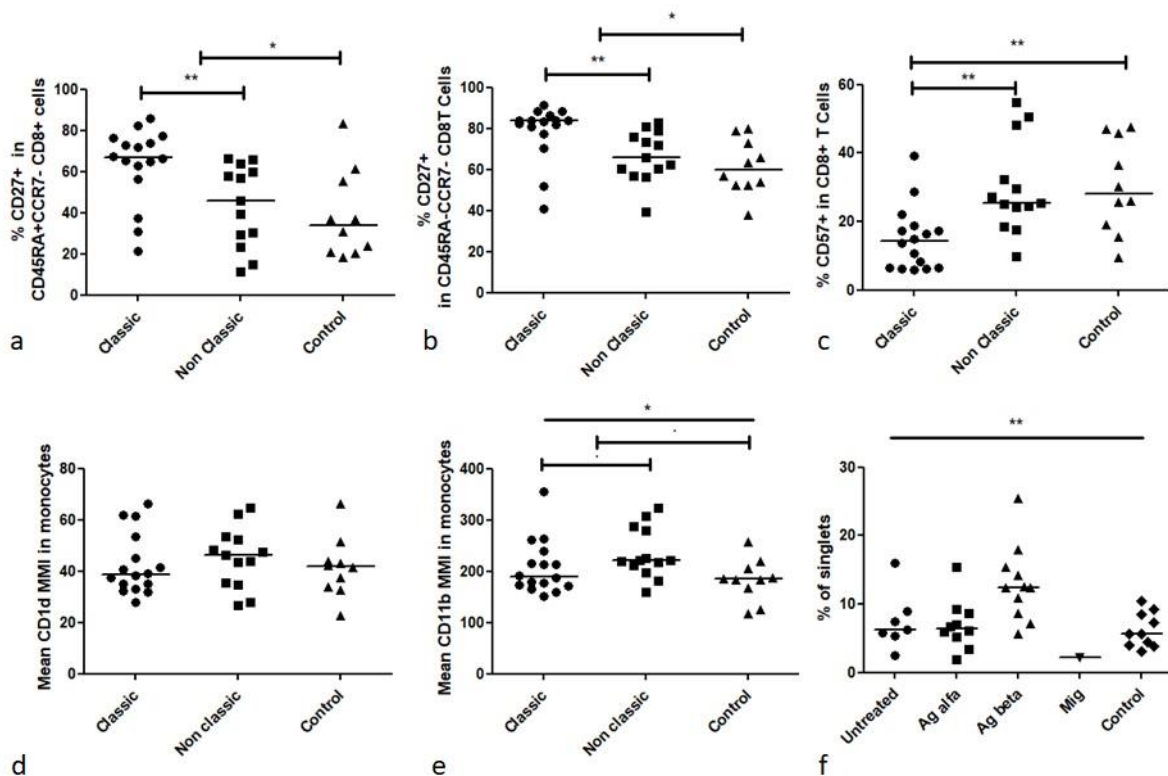 *
**
100
80
60
40
20
0
% CD27+ in
CD45RA+CCR7- CD8+ cells
Classic
Non Classic
Control
a
*
**
100
80
60
40
20
0
% CD27+
in CD45RA-CCR7- CD8T Cells
Classic
Non Classic
Control
b
**
**
60
40
20
0
% CD57+ in CD8+ T Cells
Classic
Non Classic
Control
c
80
60
40
20
0
Mean CD1d MMI in monocytes
Classic
Non classic
Control
d
*
.
.
400
300
200
100
0
Mean CD11b MMI in monocytes
Classic
Non classic
Control
e
**
30
20
10
0
% of singlets
Untreated
Ag alfa
Ag beta
Mig
Control
f